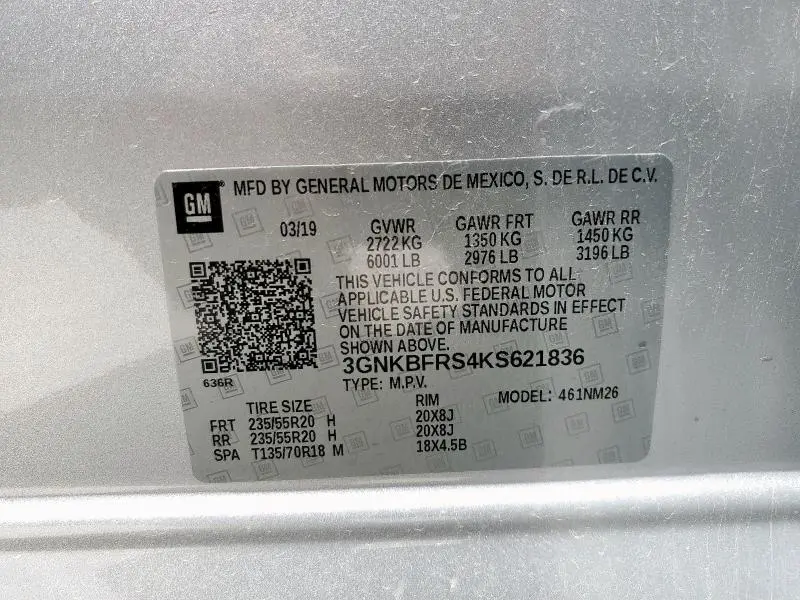 GM MFD BY GENERAL MOTORS DE MEXICO, S. DE R.L. DE C.V.
03/19 GVWR GAWR FRT GAWR RR
2722 KG 1350 KG 1450 KG
6001 LB 2976 LB 3196 LB
THIS VEHICLE CONFORMS TO ALL
APPLICABLE U.S. FEDERAL MOTOR
VEHICLE SAFETY STANDARDS IN EFFECT
ON THE DATE OF MANUFACTURE
SHOWN ABOVE.
3GNKBFRS4KS621836
636R
TYPE: M.P.V. MODEL: 461NM26
TIRE SIZE RIM
FRT 235/55R20 H 20X8J
RR 235/55R20 H 20X8J
SPA T135/70R18 M 18X4.5B